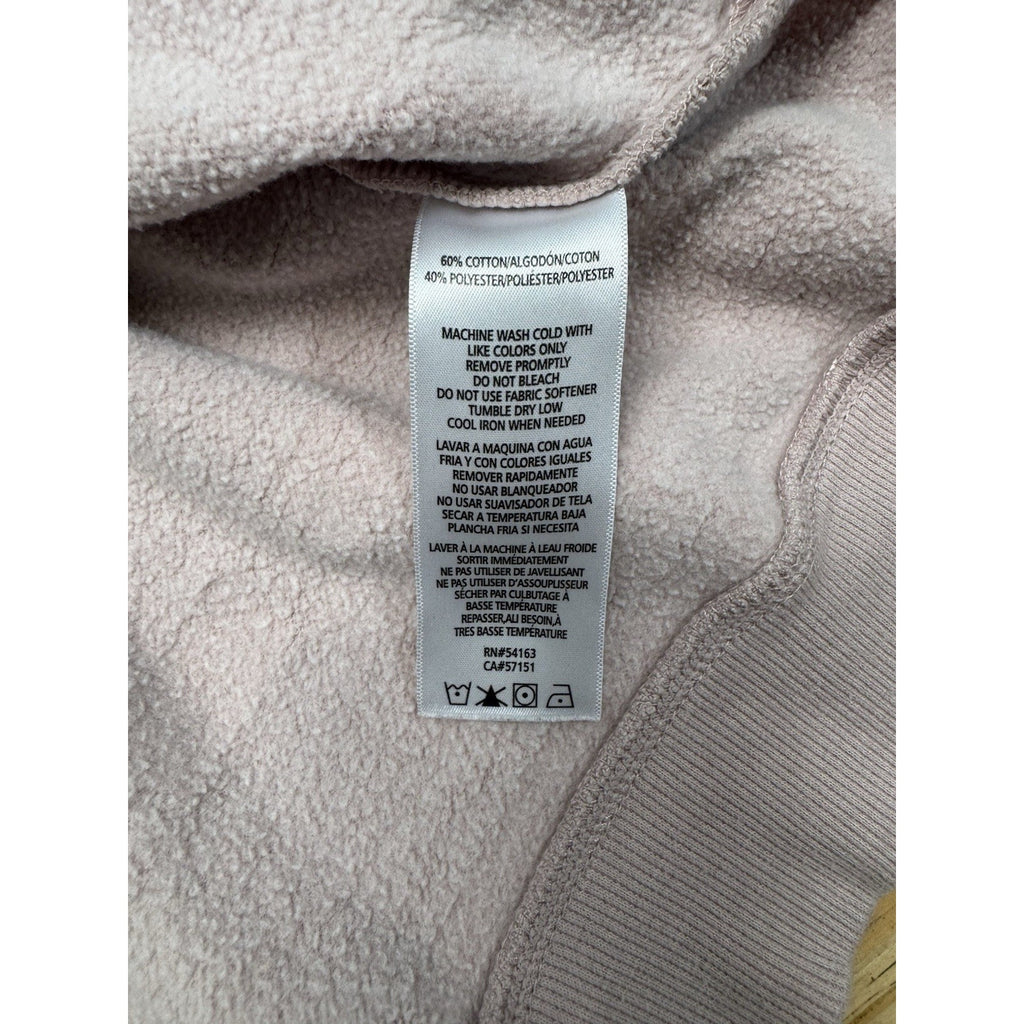 60% COTTON/ALGODÓN/COTON
40% POLYESTER/POLIÉSTER/POLYESTER
MACHINE WASH COLD WITH
LIKE COLORS ONLY
REMOVE PROMPTLY
DO NOT BLEACH
DO NOT USE FABRIC SOFTENER
TUMBLE DRY LOW
COOL IRON WHEN NEEDED
LAVAR A MAQUINA CON AGUA
FRIA Y CON COLORES IGUALES
REMOVER RAPIDAMENTE
NO USAR BLANQUEADOR
NO USAR SUAVISADOR DE TELA
SECAR A TEMPERATURA BAJA
PLANCHA FRIA SI NECESITA
LAVER À LA MACHINE À LEAU FROIDE
SORTIR IMMÉDIATEMENT
NE PAS UTILISER DE JAVELLISANT
NE PAS UTILISER D'ASSOUPLISSEUR
SÉCHER PAR CULBUTAGE À
BASSE TEMPÉRATURE
REPASSER,AU BESOIN,À
TRES BASSE TEMPÉRATURE
RN#54163
CA#57151